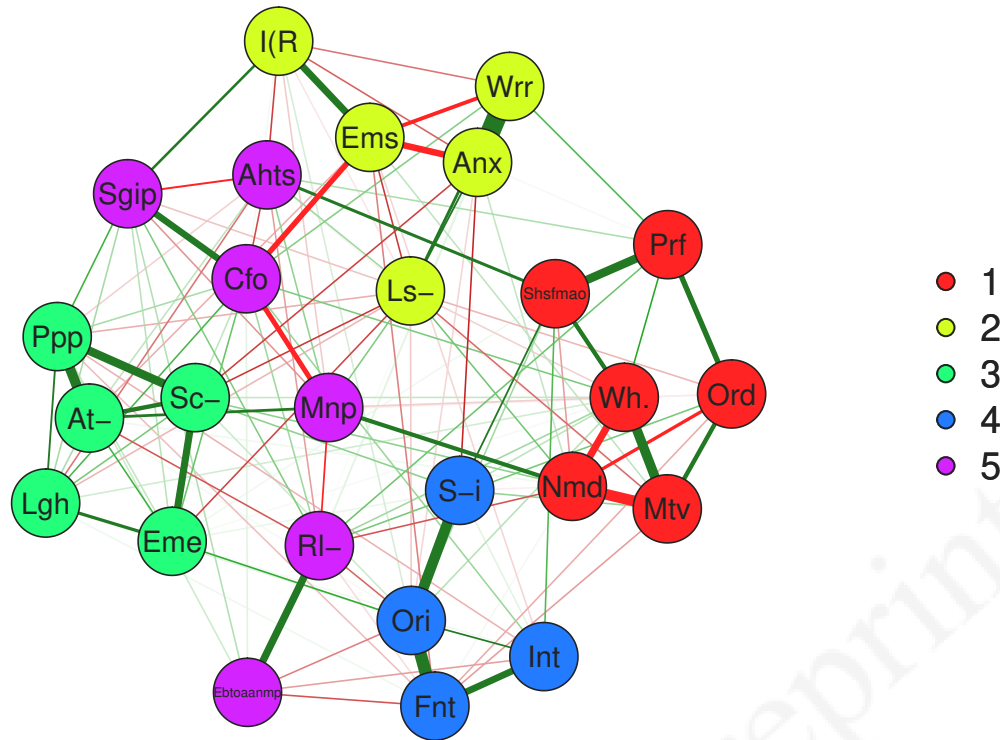 I(R
Wrr
Ems
Anx
Ahts
Sgip
Prf
Cfo
Ls–
Shsfmao
Ppp
Sc–
Wh.
Ord
At–
Mnp
Nmd
S–i
Mtv
Lgh
Eme
Rl–
Ori
Int
Ebtoaanmp
Fnt
1
2
3
4
5